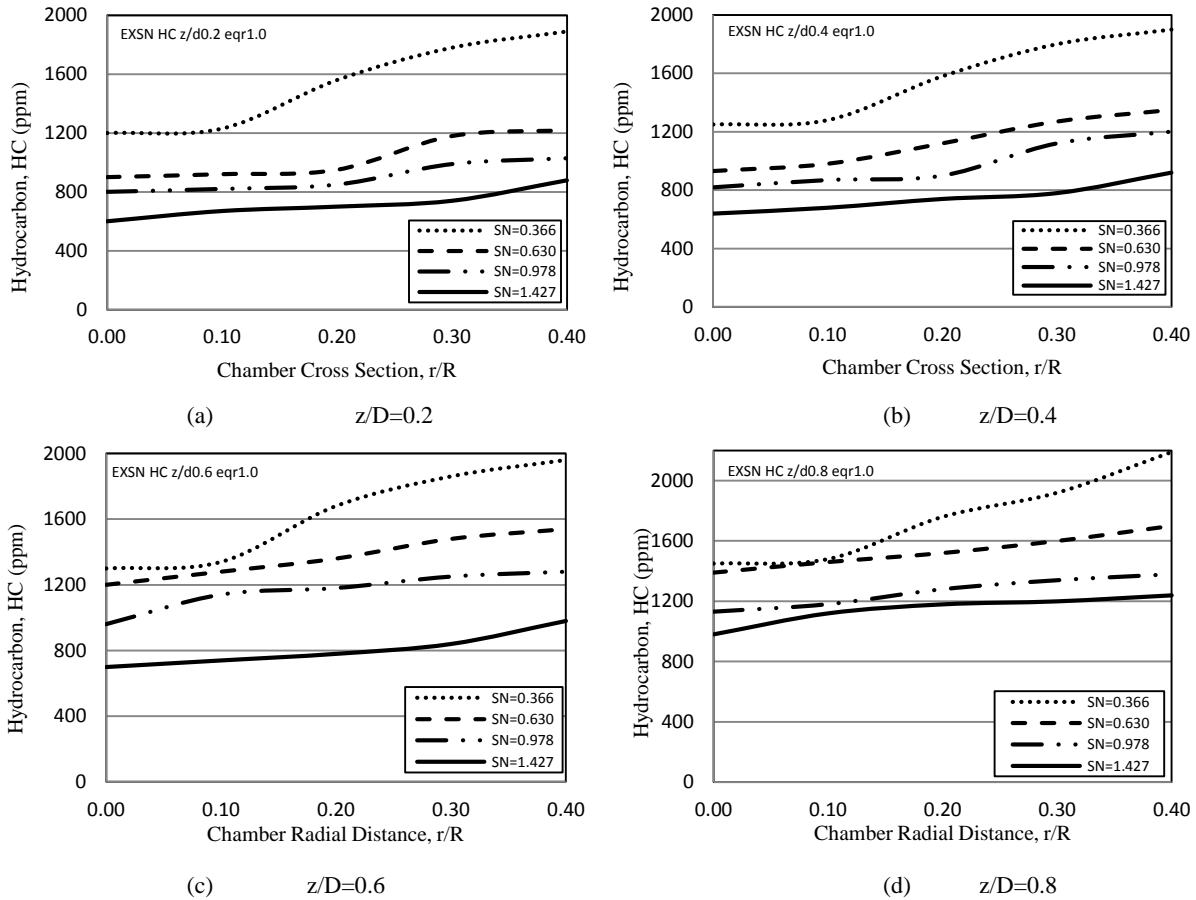 EXSN HC z/d0.2 eqr1.0
Hydrocarbon, HC (ppm)
2000
1600
1200
800
400
0
SN=0.366
SN=0.630
SN=0.978
SN=1.427
0.00 0.10 0.20 0.30 0.40
Chamber Cross Section, r/R
(a) z/D=0.2
EXSN HC z/d0.4 eqr1.0
Hydrocarbon, HC (ppm)
2000
1600
1200
800
400
0
SN=0.366
SN=0.630
SN=0.978
SN=1.427
0.00 0.10 0.20 0.30 0.40
Chamber Cross Section, r/R
(b) z/D=0.4
EXSN HC z/d0.6 eqr1.0
Hydrocarbon, HC (ppm)
2000
1600
1200
800
400
0
SN=0.366
SN=0.630
SN=0.978
SN=1.427
0.00 0.10 0.20 0.30 0.40
Chamber Radial Distance, r/R
(c) z/D=0.6
EXSN HC z/d0.8 eqr1.0
Hydrocarbon, HC (ppm)
2000
1600
1200
800
400
0
SN=0.366
SN=0.630
SN=0.978
SN=1.427
0.00 0.10 0.20 0.30 0.40
Chamber Radial Distance, r/R
(d) z/D=0.8